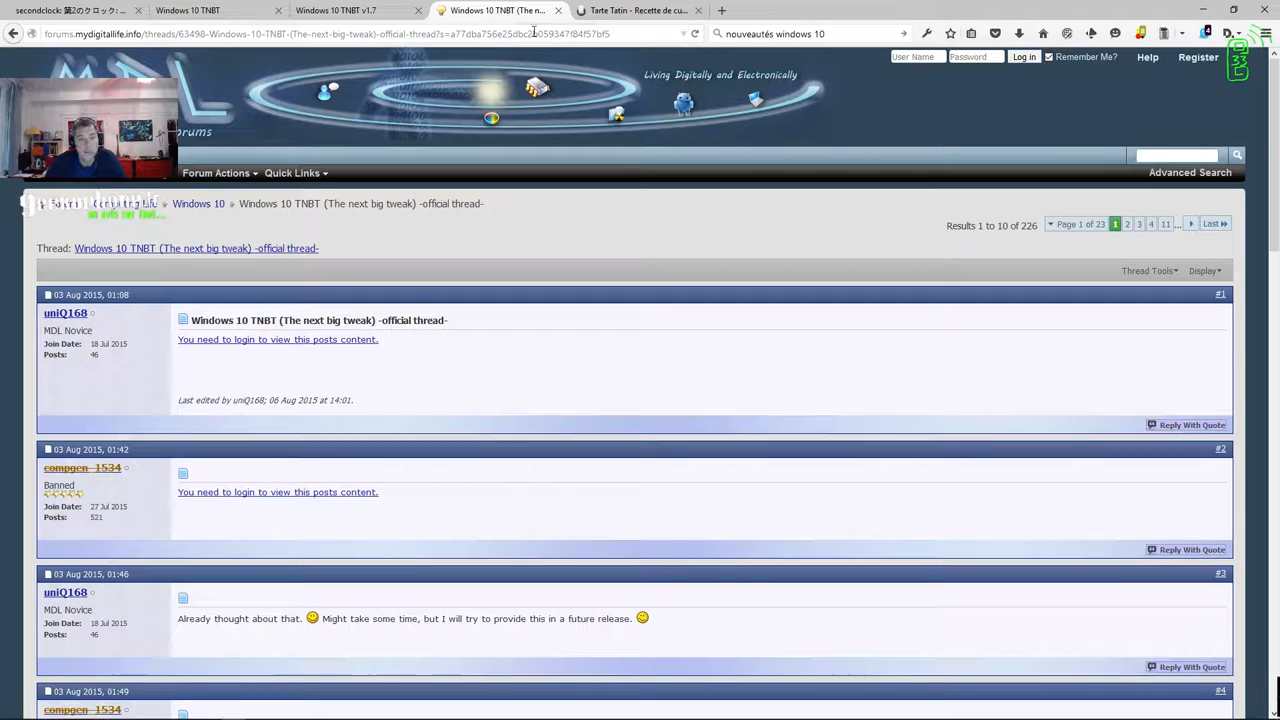 secondclock: 第2のクロック:
Windows 10 TNBT
Windows 10 TNBT v1.7
Windows 10 TNBT (The n...
Tarte Tatin - Recette de cu...
forums.mydigitallife.info/threads/63498-Windows-10-TNBT-(The-next-big-tweak)-official-thread?s=
nouveautés windows 10
User Name
Password
Log in
Remember Me?
Help
Register
Living Digitally and Electronically
MDL
Forums
Forum Actions
Quick Links
Advanced Search
Windows 10
Windows 10 TNBT (The next big tweak) -official thread-
Results 1 to 10 of 226
Page 1 of 23
1
2
3
4
11
...
Last
Thread: Windows 10 TNBT (The next big tweak) -official thread-
Thread Tools
Display
03 Aug 2015, 01:08
#1
uniQ168
MDL Novice
Join Date: 18 Jul 2015
Posts: 46
Windows 10 TNBT (The next big tweak) -official thread-
You need to login to view this posts content.
Last edited by uniQ168; 06 Aug 2015 at 14:01.
Reply With Quote
03 Aug 2015, 01:42
#2
compgen_1534
Banned
Join Date: 27 Jul 2015
Posts: 521
You need to login to view this posts content.
Reply With Quote
03 Aug 2015, 01:46
#3
uniQ168
MDL Novice
Join Date: 18 Jul 2015
Posts: 46
Already thought about that. Might take some time, but I will try to provide this in a future release.
Reply With Quote
03 Aug 2015, 01:49
#4
compgen_1534